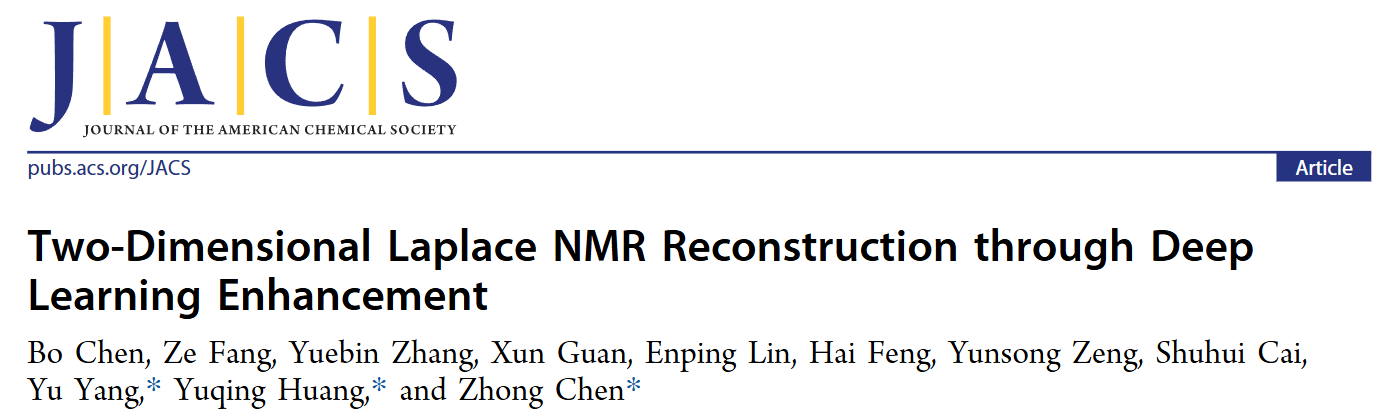 J|A|C|S
JOURNAL OF THE AMERICAN CHEMICAL SOCIETY
pubs.acs.org/JACS
Article
Two-Dimensional Laplace NMR Reconstruction through Deep
Learning Enhancement
Bo Chen, Ze Fang, Yuebin Zhang, Xun Guan, Enping Lin, Hai Feng, Yunsong Zeng, Shuhui Cai,
Yu Yang,* Yuqing Huang,* and Zhong Chen*